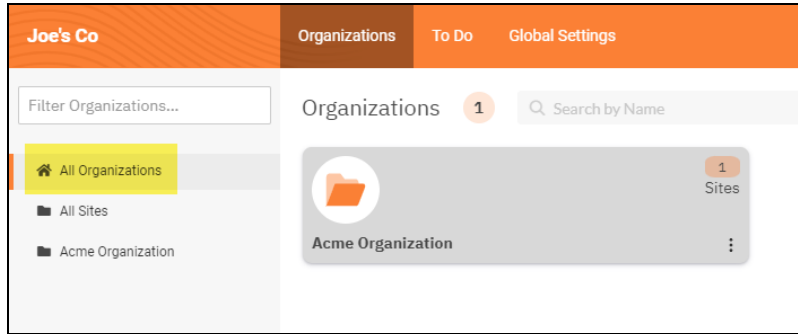 Joe's Co
Organizations To Do Global Settings
Filter Organizations...
All Organizations
All Sites
Acme Organization
Organizations 1 Search by Name
1
Sites
Acme Organization